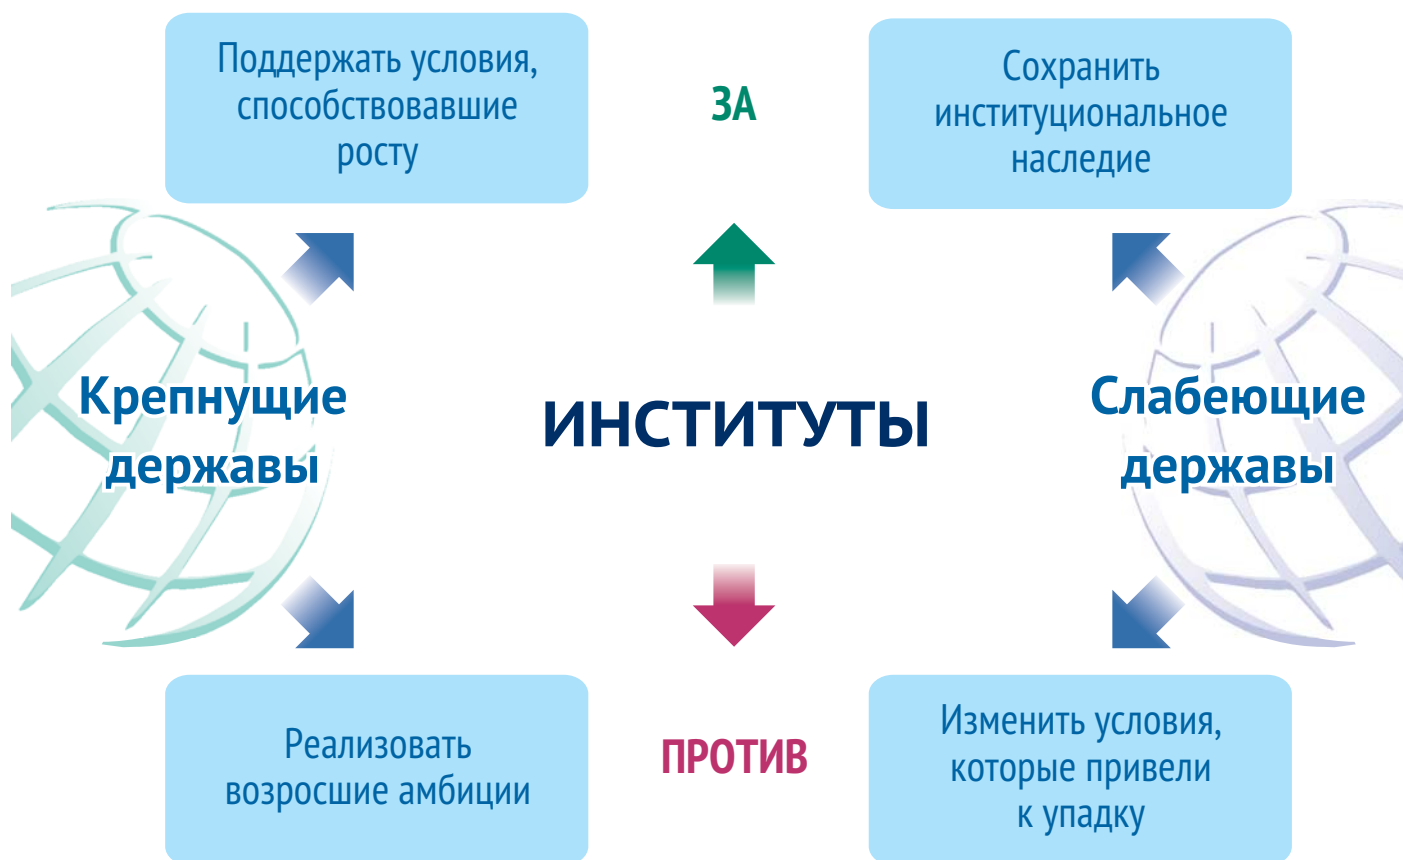 Поддержать условия,
способствовавшие
росту
ЗА
Сохранить
институциональное
наследие
Крепнущие
державы
ИНСТИТУТЫ
Слабеющие
державы
Реализовать
возросшие амбиции
ПРОТИВ
Изменить условия,
которые привели
к упадку